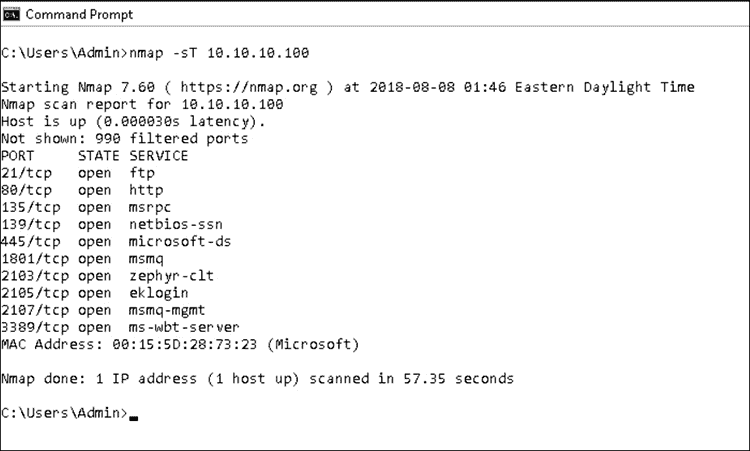 Command Prompt
C:\Users\Admin>nmap -sT 10.10.10.100
Starting Nmap 7.60 ( https://nmap.org ) at 2018-08-08 01:46 Eastern Daylight Time
Nmap scan report for 10.10.10.100
Host is up (0.000030s latency).
Not shown: 990 filtered ports
PORT     STATE SERVICE
21/tcp   open  ftp
80/tcp   open  http
135/tcp  open  msrpc
139/tcp  open  netbios-ssn
445/tcp  open  microsoft-ds
1801/tcp open  msmq
2103/tcp open  zephyr-clt
2105/tcp open  eklogin
2107/tcp open  msmq-mgmt
3389/tcp open  ms-wbt-server
MAC Address: 00:15:5D:28:73:23 (Microsoft)
Nmap done: 1 IP address (1 host up) scanned in 57.35 seconds
C:\Users\Admin>